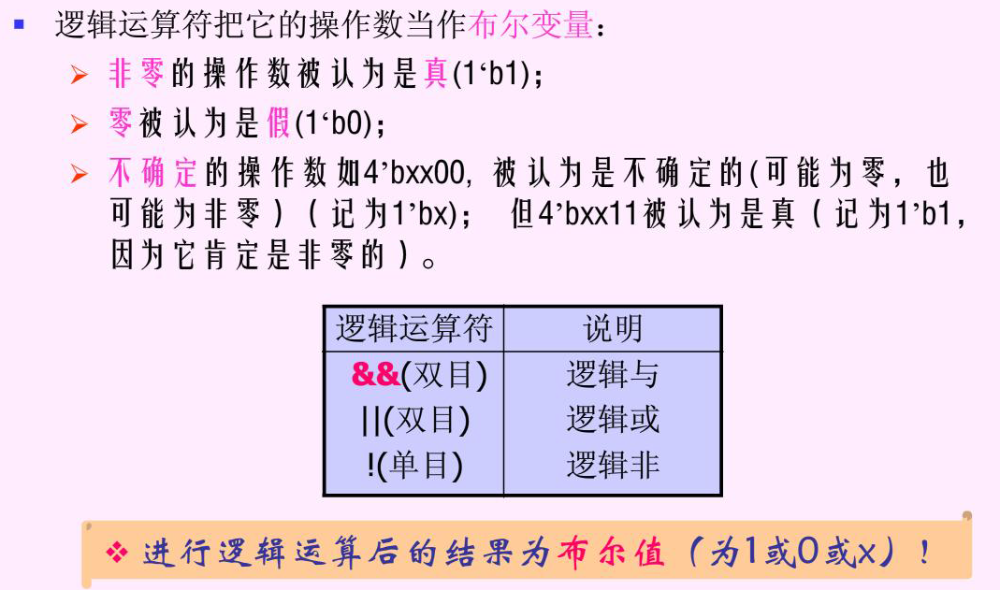 逻辑运算符把它的操作数当作布尔变量：
非零的操作数被认为是真(1‘b1)；
零被认为是假(1‘b0)；
不确定的操作数如4’bxx00, 被认为是不确定的(可能为零，也
可能为非零）（记为1’bx)； 但4’bxx11被认为是真（记为1’b1，
因为它肯定是非零的）。
逻辑运算符 说明
&&(双目) 逻辑与
||(双目) 逻辑或
!(单目) 逻辑非
进行逻辑运算后的结果为布尔值（为1或0或x）！